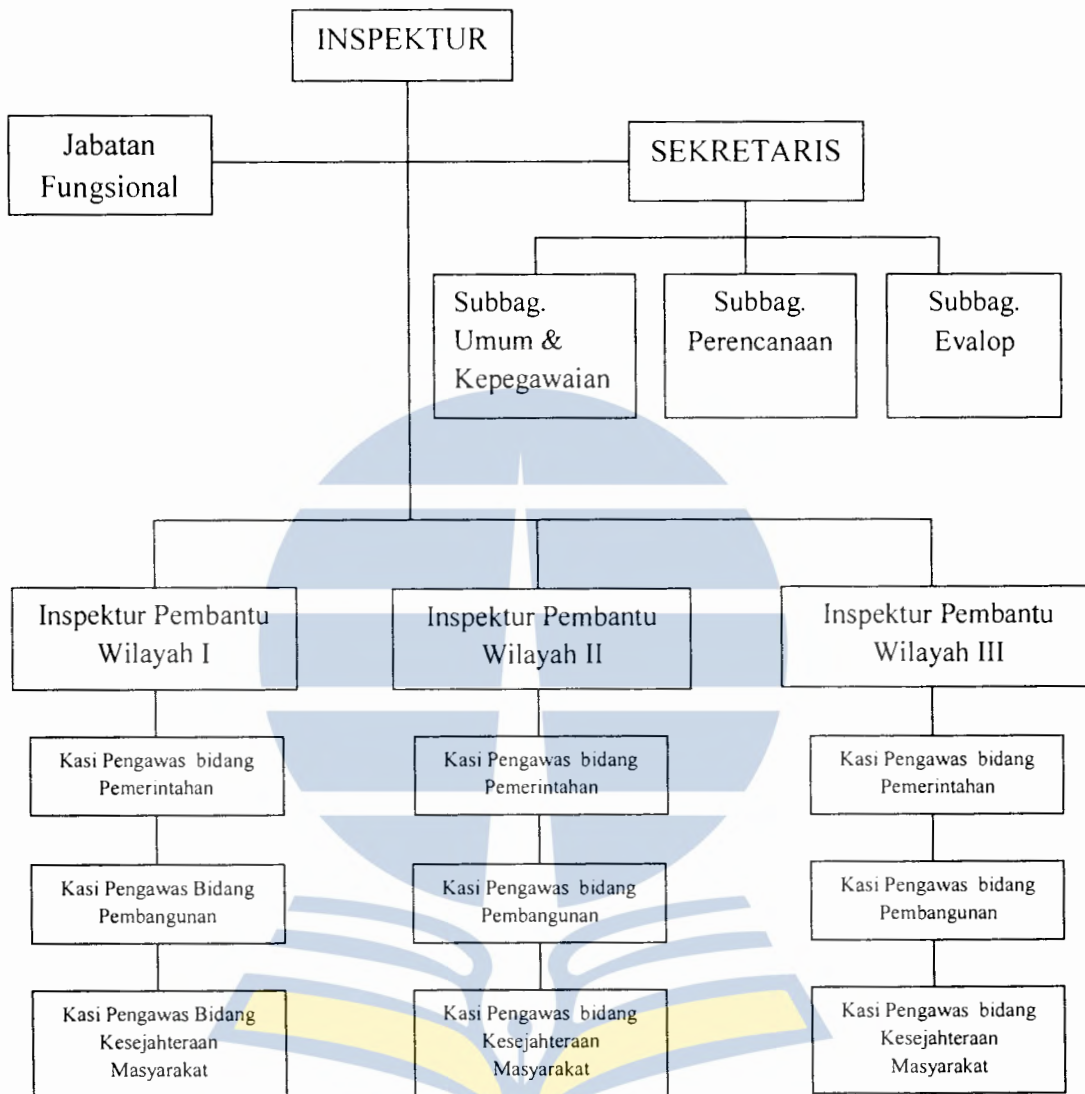 INSPEKTUR
Jabatan
Fungsional
SEKRETARIS
Subbag.
Umum &
Kepegawaian
Subbag.
Perencanaan
Subbag.
Evalop
Inspektur Pembantu
Wilayah I
Inspektur Pembantu
Wilayah II
Inspektur Pembantu
Wilayah III
Kasi Pengawas bidang
Pemerintahan
Kasi Pengawas bidang
Pemerintahan
Kasi Pengawas bidang
Pemerintahan
Kasi Pengawas Bidang
Pembangunan
Kasi Pengawas bidang
Pembangunan
Kasi Pengawas bidang
Pembangunan
Kasi Pengawas Bidang
Kesejahteraan
Masyarakat
Kasi Pengawas bidang
Kesejahteraan
Masyarakat
Kasi Pengawas bidang
Kesejahteraan
Masyarakat